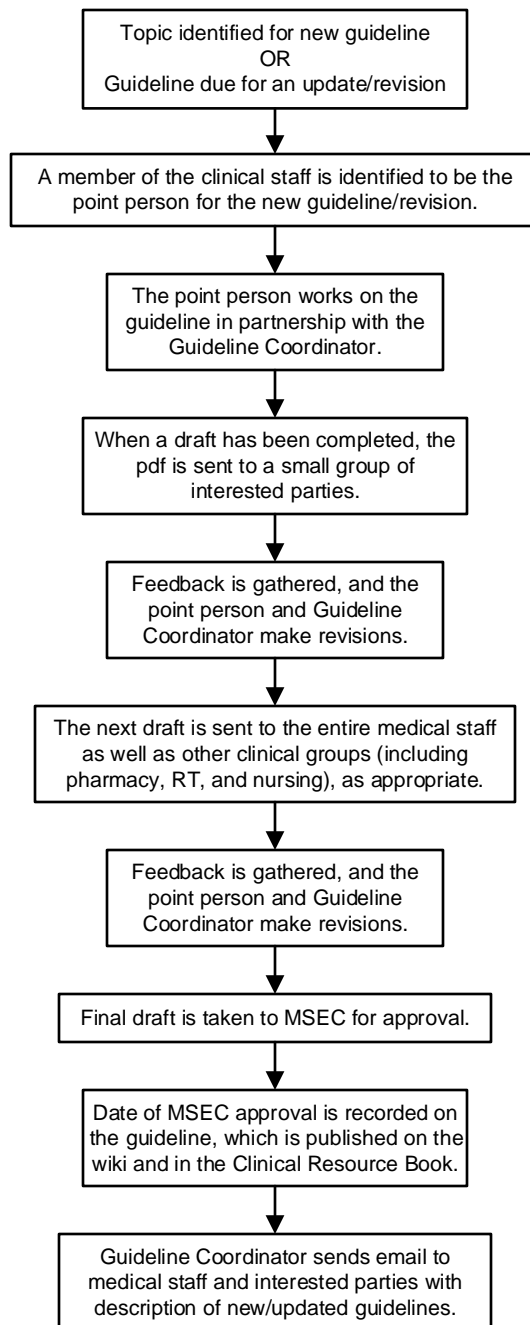 Topic identified for new guideline
OR
Guideline due for an update/revision
A member of the clinical staff is identified to be the
point person for the new guideline/revision.
The point person works on the
guideline in partnership with the
Guideline Coordinator.
When a draft has been completed, the
pdf is sent to a small group of
interested parties.
Feedback is gathered, and the
point person and Guideline
Coordinator make revisions.
The next draft is sent to the entire medical staff
as well as other clinical groups (including
pharmacy, RT, and nursing), as appropriate.
Feedback is gathered, and the
point person and Guideline
Coordinator make revisions.
Final draft is taken to MSEC for approval.
Date of MSEC approval is recorded on
the guideline, which is published on the
wiki and in the Clinical Resource Book.
Guideline Coordinator sends email to
medical staff and interested parties with
description of new/updated guidelines.